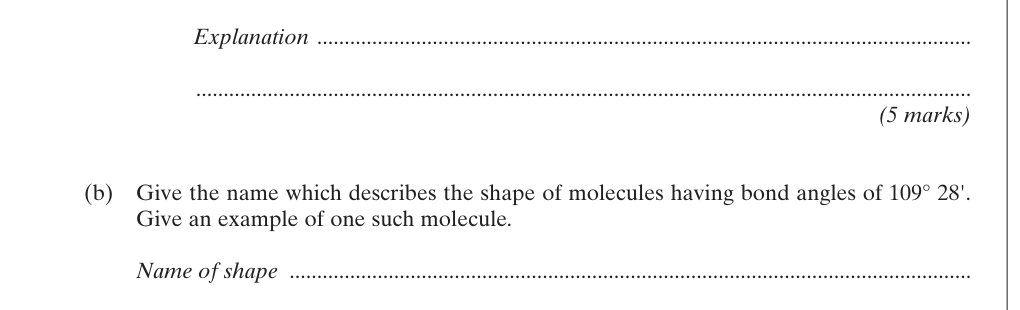 Explanation ................................................................................................................
................................................................................................................................
(5 marks)
(b) Give the name which describes the shape of molecules having bond angles of 109° 28'.
Give an example of one such molecule.
Name of shape ................................................................................................................